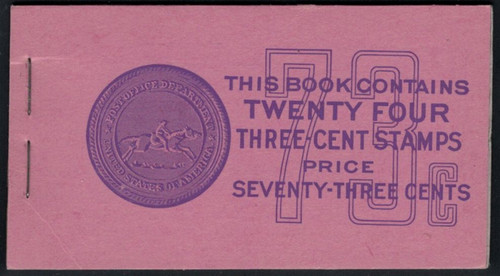 POST OFFICE DEPARTMENT
UNITED STATES OF AMERICA
73c
THIS BOOK CONTAINS
TWENTY FOUR
THREE-CENT STAMPS
PRICE
SEVENTY-THREE CENTS